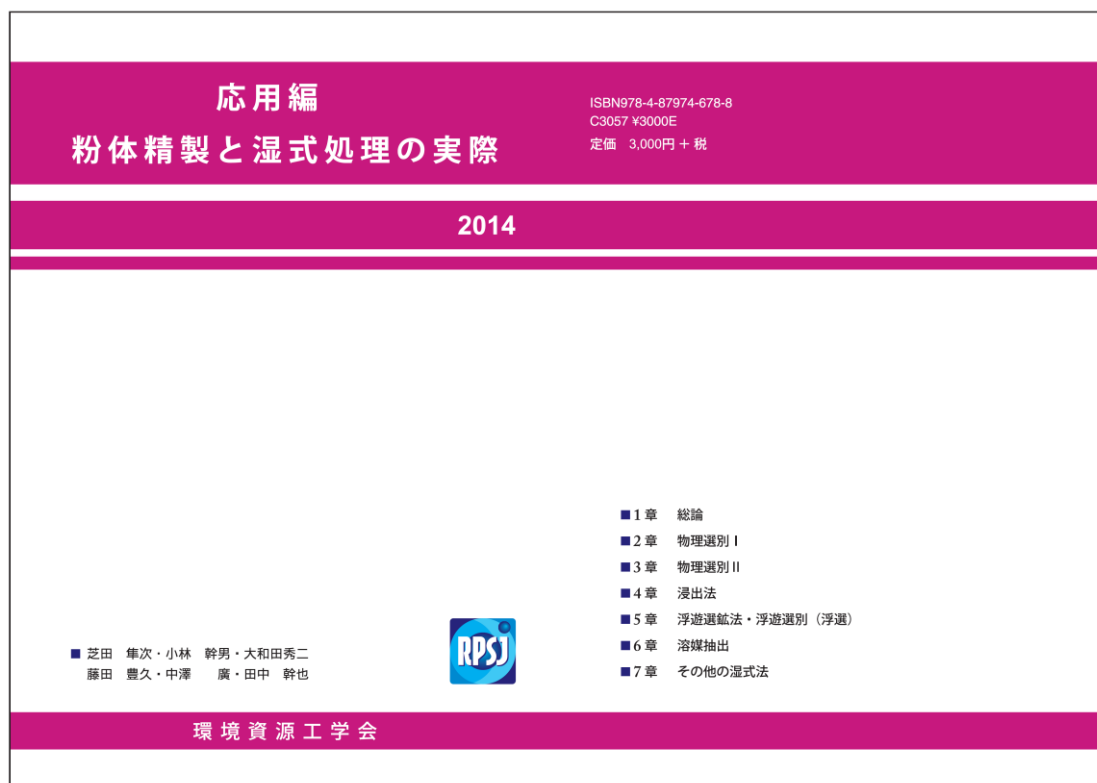 応用編
粉体精製と湿式処理の実際
ISBN978-4-87974-678-8
C3057 ¥3000E
定価　3,000円 + 税
2014
■1 章　総論
■2 章　物理選別 I
■3 章　物理選別 II
■4 章　浸出法
■5 章　浮遊選鉱法・浮遊選別（浮選）
■6 章　溶媒抽出
■7 章　その他の湿式法
■ 芝田　隼次・小林　幹男・大和田秀二
藤田　豊久・中澤　　廣・田中　幹也
RPSJ
環境資源工学会